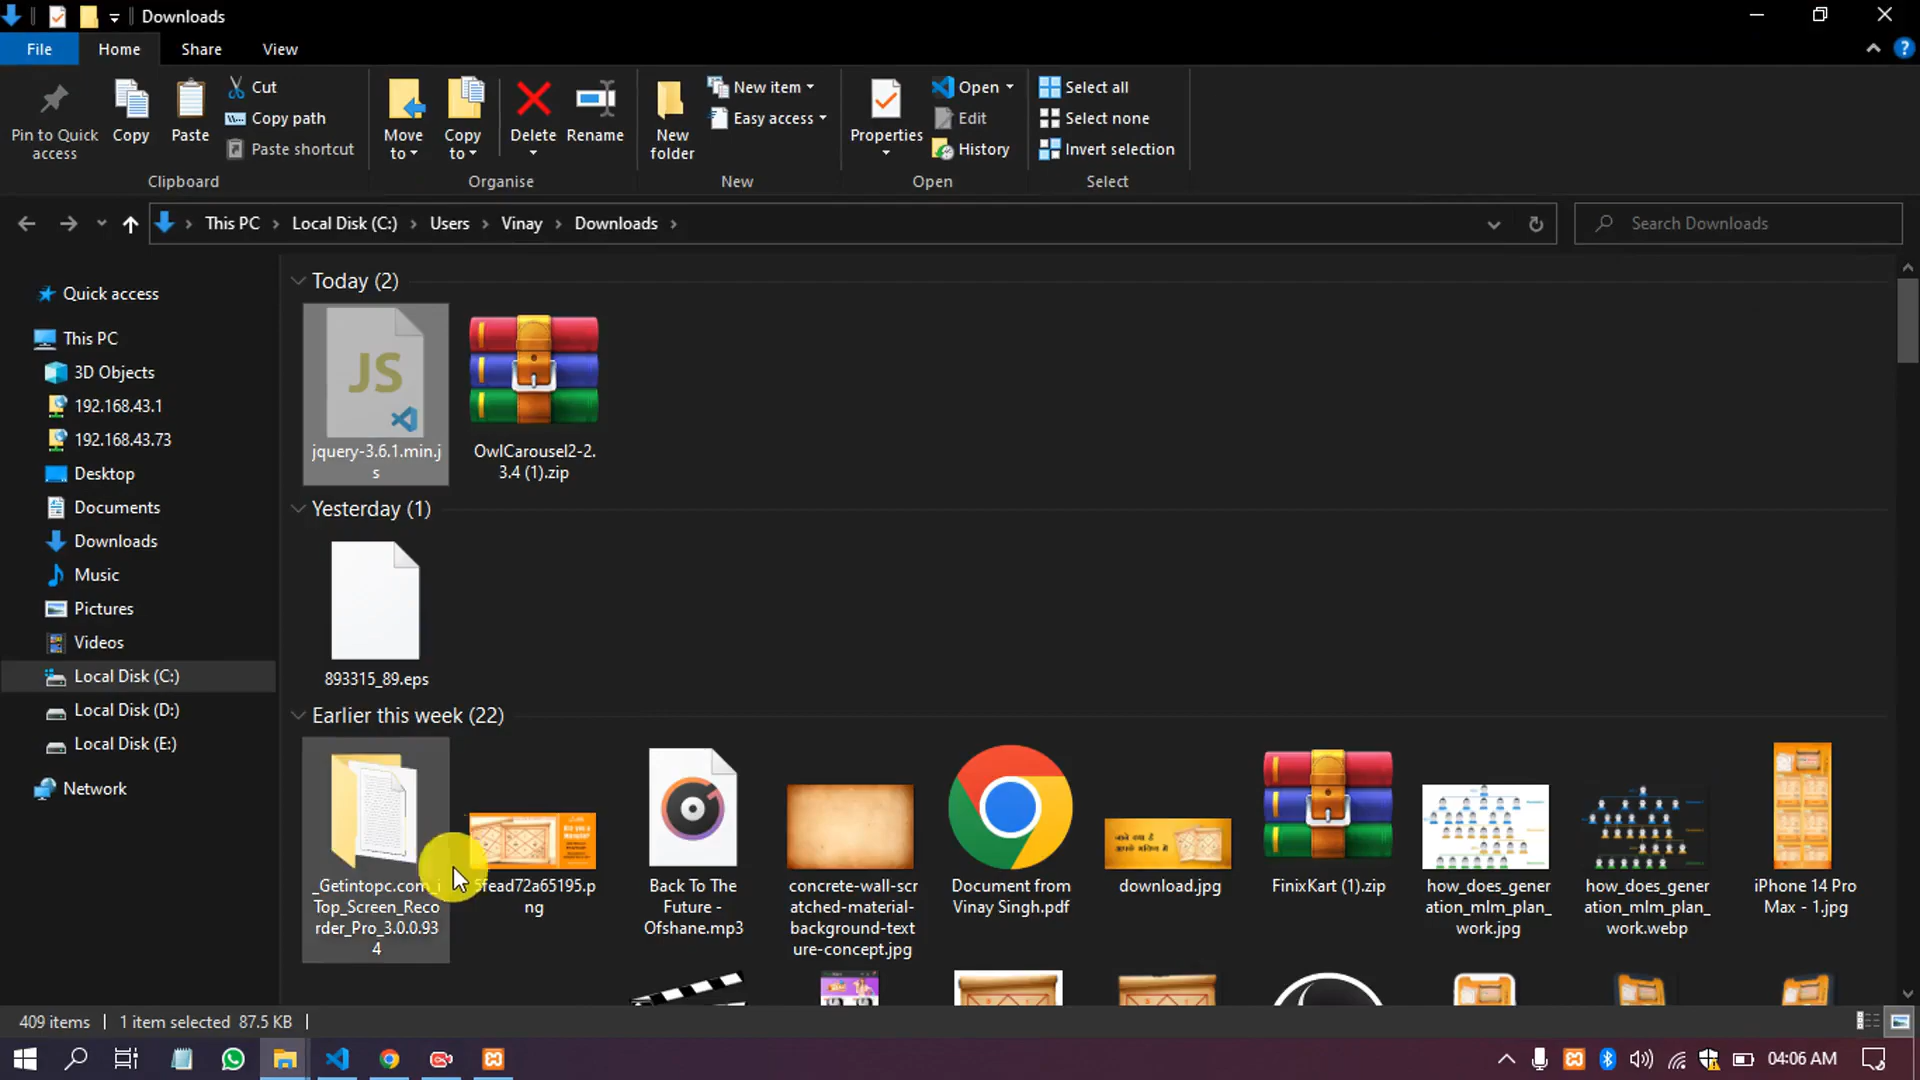 Downloads
File
Home
Share
View
Pin to Quick
access
Copy
Paste
Cut
Copy path
Paste shortcut
Clipboard
Move
to
Copy
to
Delete
Rename
Organise
New
folder
New item
Easy access
New
Properties
Open
Edit
History
Open
Select all
Select none
Invert selection
Select
This PC
Local Disk (C:)
Users
Vinay
Downloads
Search Downloads
Quick access
This PC
3D Objects
192.168.43.1
192.168.43.73
Desktop
Documents
Downloads
Music
Pictures
Videos
Local Disk (C:)
Local Disk (D:)
Local Disk (E:)
Network
Today (2)
JS
jquery-3.6.1.min.j
s
OwlCarousel2-2.
3.4 (1).zip
Yesterday (1)
893315_89.eps
Earlier this week (22)
_Getintopc.com_i
Top_Screen_Reco
rder_Pro_3.0.0.93
4
5fead72a65195.p
ng
Back To The
Future -
Ofshane.mp3
concrete-wall-scr
atched-material-
background-text
ure-concept.jpg
Document from
Vinay Singh.pdf
download.jpg
FinixKart (1).zip
how_does_gener
ation_mlm_plan_
work.jpg
how_does_gener
ation_mlm_plan_
work.webp
iPhone 14 Pro
Max - 1.jpg
409 items
1 item selected 87.5 KB
04:06 AM